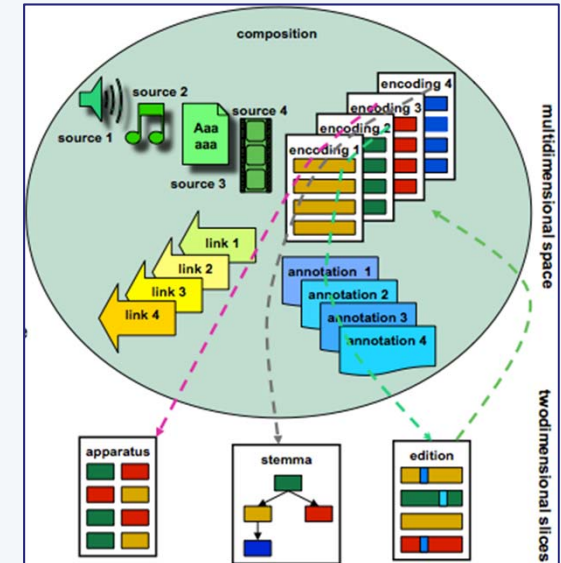 composition
source 1
source 2
Aaa
aaa
source 3
source 4
encoding 4
encoding 3
encoding 2
encoding 1
link 1
link 2
link 3
link 4
annotation 1
annotation 2
annotation 3
annotation 4
multidimensional space
twodimensional slices
apparatus
stemma
edition